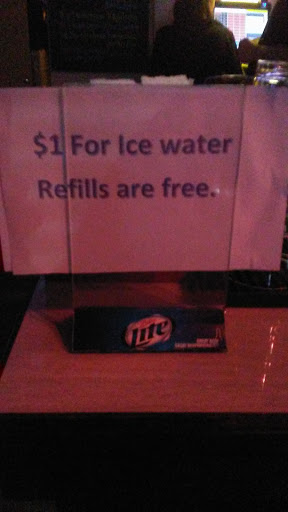 $1 For Ice water
Refills are free.
Lite